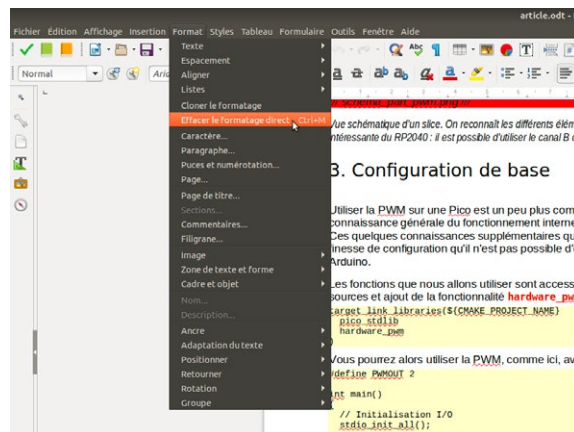 article.odt -
Fichier Édition Affichage Insertion Format Styles Tableau Formulaire Outils Fenêtre Aide
Normal
Texte
Espacement
Aligner
Listes
Cloner le formatage
Effacer le formatage direct Ctrl+M
Caractère...
Paragraphe...
Puces et numérotation...
Page...
Page de titre...
Sections...
Commentaires...
Filigrane...
Image
Zone de texte et forme
Cadre et objet
Nom...
Description...
Ancre
Adaptation du texte
Positionner
Retourner
Rotation
Groupe
// schema_part_pwm.png //
Vue schématique d'un slice. On reconnaît les différents élém
intéressante du RP2040 : il est possible d'utiliser le canal B c
3. Configuration de base
Utiliser la PWM sur une Pico est un peu plus com
connaissance générale du fonctionnement interne
Ces quelques connaissances supplémentaires qu
finesse de configuration qu'il n'est pas possible d'
Arduino.
Les fonctions que nous allons utiliser sont access
sources et ajout de la fonctionnalité hardware_pw
target_link_libraries(${CMAKE_PROJECT_NAME}
pico_stdlib
hardware_pwm
)
Vous pourrez alors utiliser la PWM, comme ici, av
#define PWMOUT 2
int main()
{
// Initialisation I/O
stdio_init_all();